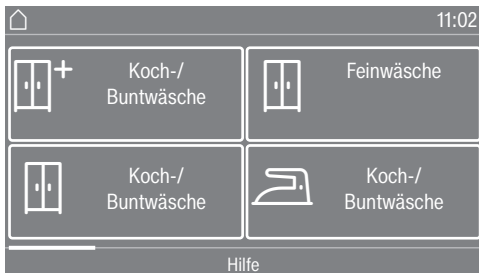 11:02
Koch-/
Buntwäsche
Feinwäsche
Koch-/
Buntwäsche
Koch-/
Buntwäsche
Hilfe